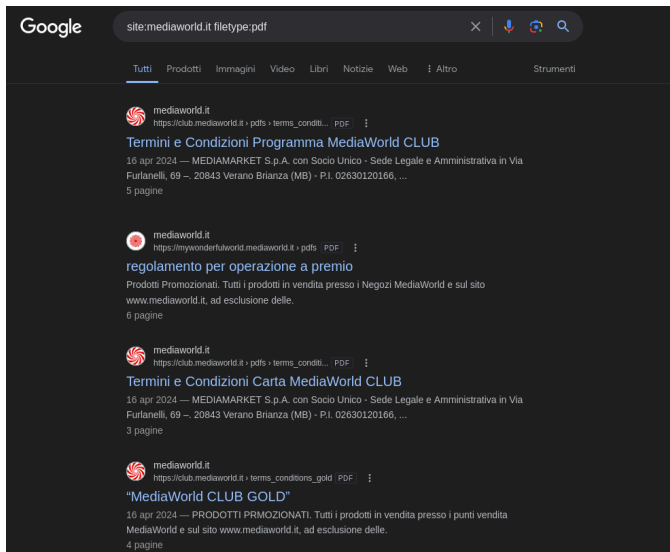 Google
site:mediaworld.it filetype:pdf
Tutti Prodotti Immagini Video Libri Notizie Web Altro Strumenti
mediaworld.it
https://club.mediaworld.it › pdfs › terms_conditi... PDF
Termini e Condizioni Programma MediaWorld CLUB
16 apr 2024 — MEDIAMARKET S.p.A. con Socio Unico - Sede Legale e Amministrativa in Via
Furlanelli, 69 –. 20843 Verano Brianza (MB) - P.I. 02630120166, ...
5 pagine
mediaworld.it
https://mywonderfulworld.mediaworld.it › pdfs PDF
regolamento per operazione a premio
Prodotti Promozionati. Tutti i prodotti in vendita presso i Negozi MediaWorld e sul sito
www.mediaworld.it, ad esclusione delle.
6 pagine
mediaworld.it
https://club.mediaworld.it › pdfs › terms_conditi... PDF
Termini e Condizioni Carta MediaWorld CLUB
16 apr 2024 — MEDIAMARKET S.p.A. con Socio Unico - Sede Legale e Amministrativa in Via
Furlanelli, 69 –. 20843 Verano Brianza (MB) - P.I. 02630120166, ...
3 pagine
mediaworld.it
https://club.mediaworld.it › terms_conditions_gold PDF
“MediaWorld CLUB GOLD”
16 apr 2024 — PRODOTTI PRMOZIONATI. Tutti i prodotti in vendita presso i punti vendita
MediaWorld e sul sito www.mediaworld.it, ad esclusione delle.
4 pagine